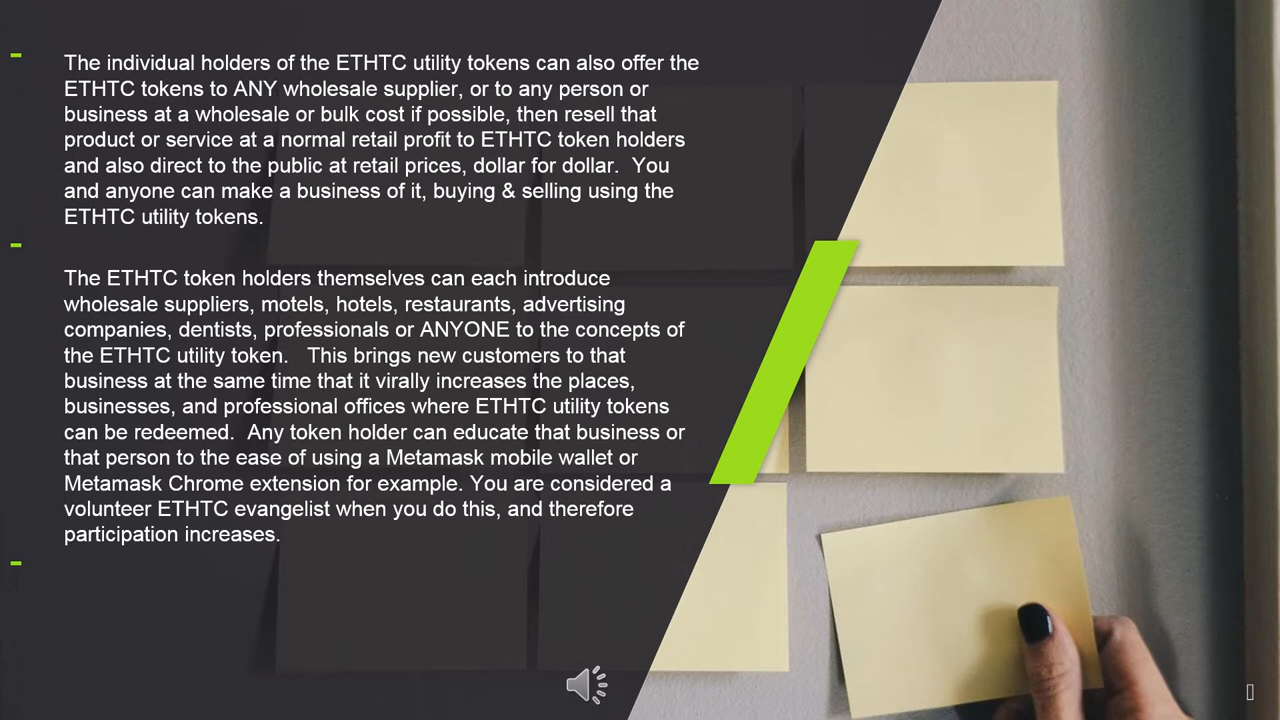 The individual holders of the ETHTC utility tokens can also offer the
ETHTC tokens to ANY wholesale supplier, or to any person or
business at a wholesale or bulk cost if possible, then resell that
product or service at a normal retail profit to ETHTC token holders
and also direct to the public at retail prices, dollar for dollar.  You
and anyone can make a business of it, buying & selling using the
ETHTC utility tokens.
The ETHTC token holders themselves can each introduce
wholesale suppliers, motels, hotels, restaurants, advertising
companies, dentists, professionals or ANYONE to the concepts of
the ETHTC utility token.   This brings new customers to that
business at the same time that it virally increases the places,
businesses, and professional offices where ETHTC utility tokens
can be redeemed.  Any token holder can educate that business or
that person to the ease of using a Metamask mobile wallet or
Metamask Chrome extension for example. You are considered a
volunteer ETHTC evangelist when you do this, and therefore
participation increases.